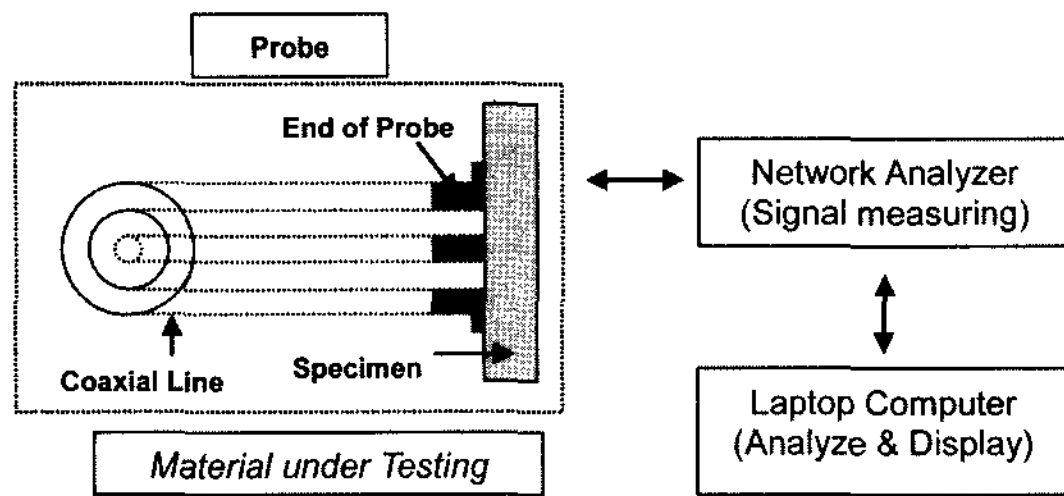 Probe
End of Probe
Coaxial Line
Specimen
Material under Testing
Network Analyzer
(Signal measuring)
Laptop Computer
(Analyze & Display)